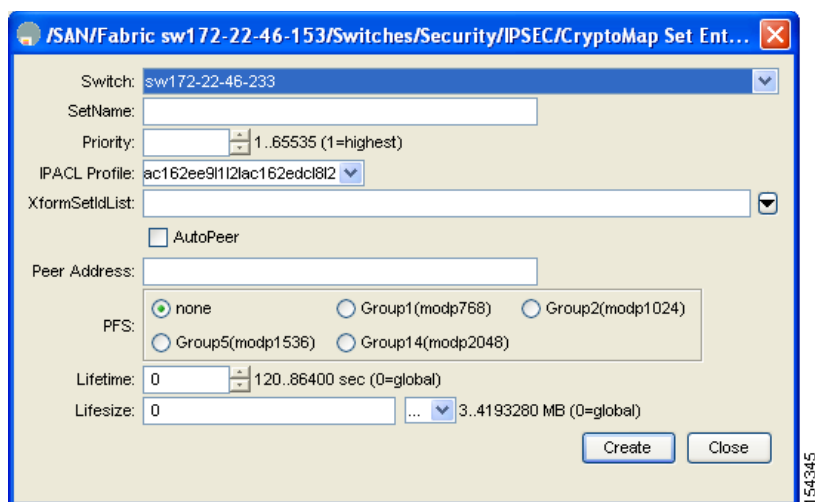 /SAN/Fabric sw172-22-46-153/Switches/Security/IPSEC/CryptoMap Set Ent...
Switch: sw172-22-46-233
SetName:
Priority: 1..65535 (1=highest)
IPACL Profile: ac162ee9l1l2lac162edcl8l2
XformSetIdList:
AutoPeer
Peer Address:
PFS:
none Group1(modp768) Group2(modp1024)
Group5(modp1536) Group14(modp2048)
Lifetime: 0 120..86400 sec (0=global)
Lifesize: 0 ... 3..4193280 MB (0=global)
Create Close
154345